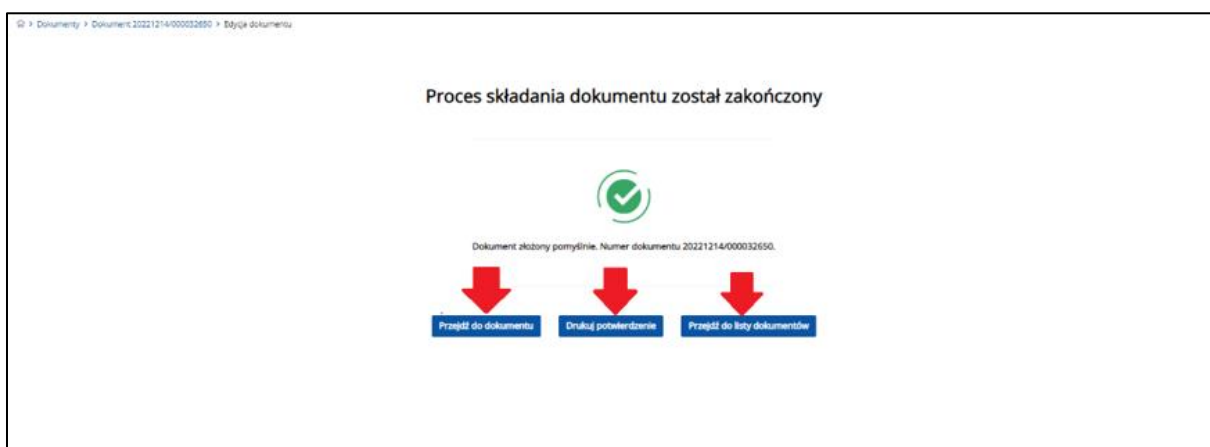 > Dokumenty > Dokument 20221214/000032650 > Edycja dokumentu
Proces składania dokumentu został zakończony
Dokument złożony pomyślnie. Numer dokumentu 20221214/000032650.
Przejdź do dokumentu Drukuj potwierdzenie Przejdź do listy dokumentów